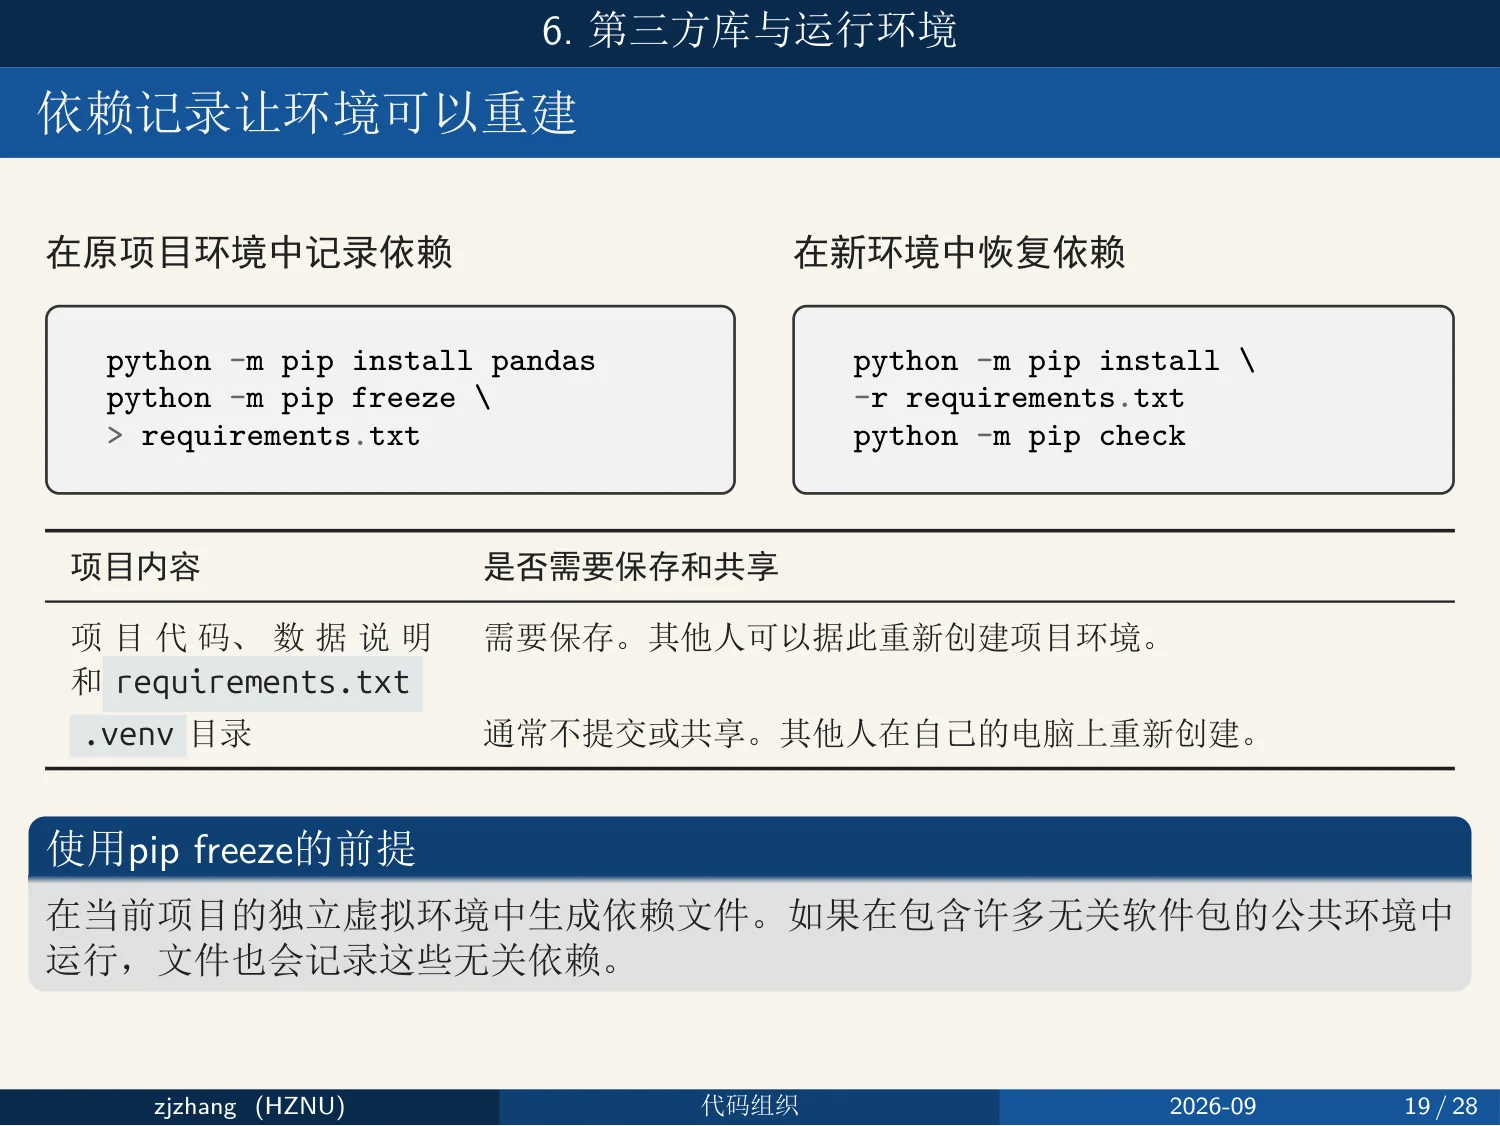 6. 第三方库与运行环境
依赖记录让环境可以重建
在原项目环境中记录依赖
python -m pip install pandas
python -m pip freeze \
> requirements.txt
在新环境中恢复依赖
python -m pip install \
-r requirements.txt
python -m pip check
项目内容 是否需要保存和共享
项目代码、数据说明 需要保存。其他人可以据此重新创建项目环境。
和 requirements.txt
.venv 目录 通常不提交或共享。其他人在自己的电脑上重新创建。
使用pip freeze的前提
在当前项目的独立虚拟环境中生成依赖文件。如果在包含许多无关软件包的公共环境中
运行，文件也会记录这些无关依赖。
zjzhang (HZNU) 代码组织 2026-09 19 / 28